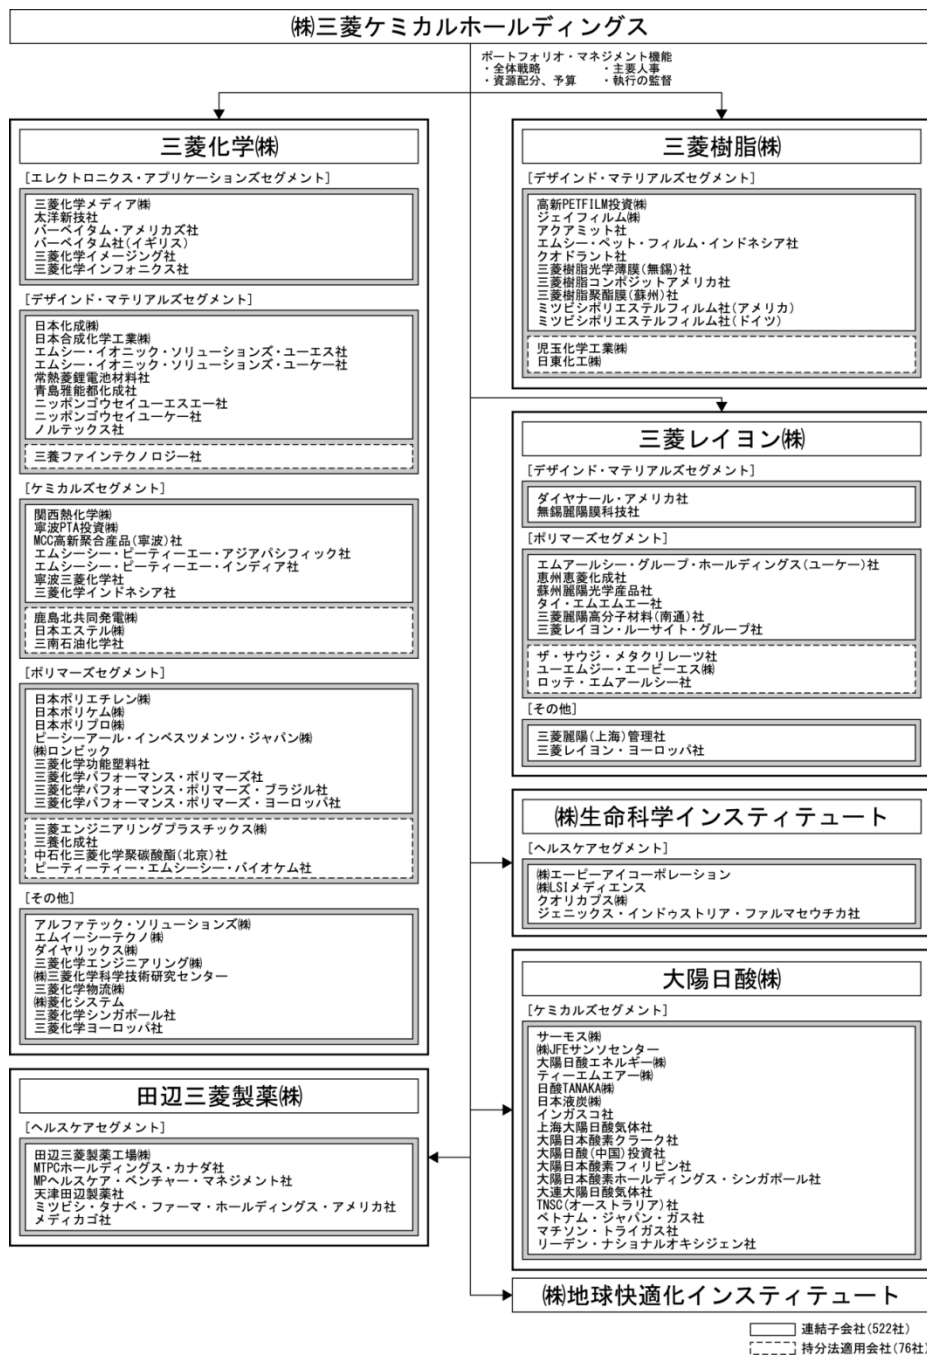 ㈱三菱ケミカルホールディングス
ポートフォリオ・マネジメント機能
・全体戦略　・主要人事
・資源配分、予算　・執行の監督
三菱化学㈱
[エレクトロニクス・アプリケーションズセグメント]
三菱化学メディア㈱
太洋新技社
バーベイタム・アメリカズ社
バーベイタム社(イギリス)
三菱化学イメージング社
三菱化学インフォニクス社
[デザインド・マテリアルズセグメント]
日本化成㈱
日本合成化学工業㈱
エムシー・イオニック・ソリューションズ・ユーエス社
エムシー・イオニック・ソリューションズ・ユーケー社
常熟菱鋰電池材料社
青島雅能都化成社
ニッポンゴウセイユーエスエー社
ニッポンゴウセイユーケー社
ノルテックス社
三養ファインテクノロジー社
[ケミカルズセグメント]
関西熱化学㈱
寧波PTA投資㈱
MCC高新聚合産品(寧波)社
エムシーシー・ピーティーエー・アジアパシフィック社
エムシーシー・ピーティーエー・インディア社
寧波三菱化学社
三菱化学インドネシア社
鹿島北共同発電㈱
日本エステル㈱
三南石油化学社
[ポリマーズセグメント]
日本ポリエチレン㈱
日本ポリケム㈱
日本ポリプロ㈱
ピーシーアール・インベスツメンツ・ジャパン㈱
㈱ロンビック
三菱化学功能塑料社
三菱化学パフォーマンス・ポリマーズ社
三菱化学パフォーマンス・ポリマーズ・ブラジル社
三菱化学パフォーマンス・ポリマーズ・ヨーロッパ社
三菱エンジニアリングプラスチックス㈱
三養化成社
中石化三菱化学聚碳酸酯(北京)社
ピーティーティー・エムシーシー・バイオケム社
[その他]
アルファテック・ソリューションズ㈱
エムイーシーテクノ㈱
ダイヤリックス㈱
三菱化学エンジニアリング㈱
㈱三菱化学科学技術研究センター
三菱化学物流㈱
㈱菱化システム
三菱化学シンガポール社
三菱化学ヨーロッパ社
田辺三菱製薬㈱
[ヘルスケアセグメント]
田辺三菱製薬工場㈱
MTPCホールディングス・カナダ社
MPヘルスケア・ベンチャー・マネジメント社
天津田辺製薬社
ミツビシ・タナベ・ファーマ・ホールディングス・アメリカ社
メディカゴ社
三菱樹脂㈱
[デザインド・マテリアルズセグメント]
高新PETFILM投資㈱
ジェイフィルム㈱
アクアミット社
エムシー・ペット・フィルム・インドネシア社
クオドラント社
三菱樹脂光学薄膜(無錫)社
三菱樹脂コンポジットアメリカ社
三菱樹脂聚酯膜(蘇州)社
ミツビシポリエステルフィルム社(アメリカ)
ミツビシポリエステルフィルム社(ドイツ)
児玉化学工業㈱
日東化工㈱
三菱レイヨン㈱
[デザインド・マテリアルズセグメント]
ダイヤナール・アメリカ社
無錫麗陽膜科技社
[ポリマーズセグメント]
エムアールシー・グループ・ホールディングス(ユーケー)社
恵州恵菱化成社
蘇州麗陽光学産品社
タイ・エムエムエー社
三菱麗陽高分子材料(南通)社
三菱レイヨン・ルーサイト・グループ社
ザ・サウジ・メタクリレーツ社
ユーエムジー・エービーエス㈱
ロッテ・エムアールシー社
[その他]
三菱麗陽(上海)管理社
三菱レイヨン・ヨーロッパ社
㈱生命科学インスティテュート
[ヘルスケアセグメント]
㈱エーピーアイコーポレーション
㈱LSIメディエンス
クオリカプス㈱
ジェニックス・インドゥストリア・ファルマセウチカ社
大陽日酸㈱
[ケミカルズセグメント]
サーモス㈱
㈱JFEサンソセンター
大陽日酸エネルギー㈱
ティーエムエアー㈱
日酸TANAKA㈱
日本液炭㈱
インガスコ社
上海大陽日酸気体社
大陽日本酸素クラーク社
大陽日酸(中国)投資社
大陽日本酸素フィリピン社
大陽日本酸素ホールディングス・シンガポール社
大連大陽日酸気体社
TNSC(オーストラリア)社
ベトナム・ジャパン・ガス社
マチソン・トライガス社
リーデン・ナショナルオキシジェン社
㈱地球快適化インスティテュート
連結子会社(522社)
持分法適用会社(76社)